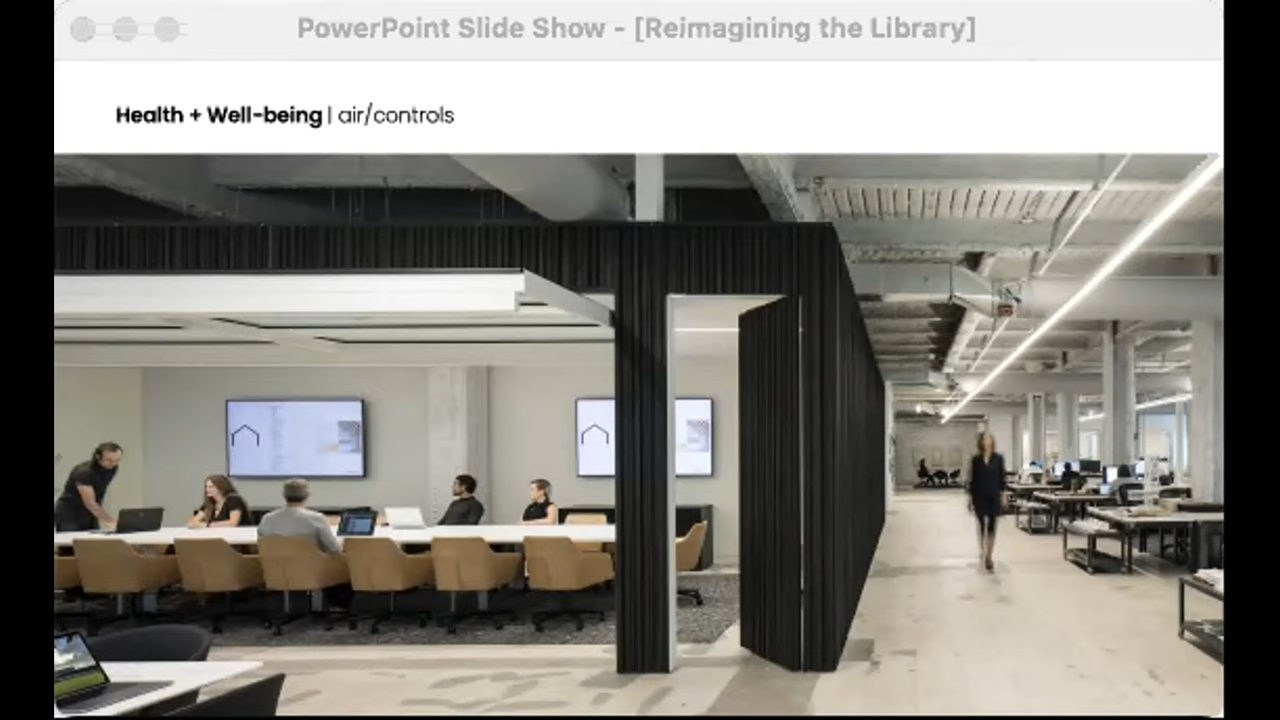 PowerPoint Slide Show - [Reimagining the Library]
Health + Well-being | air/controls